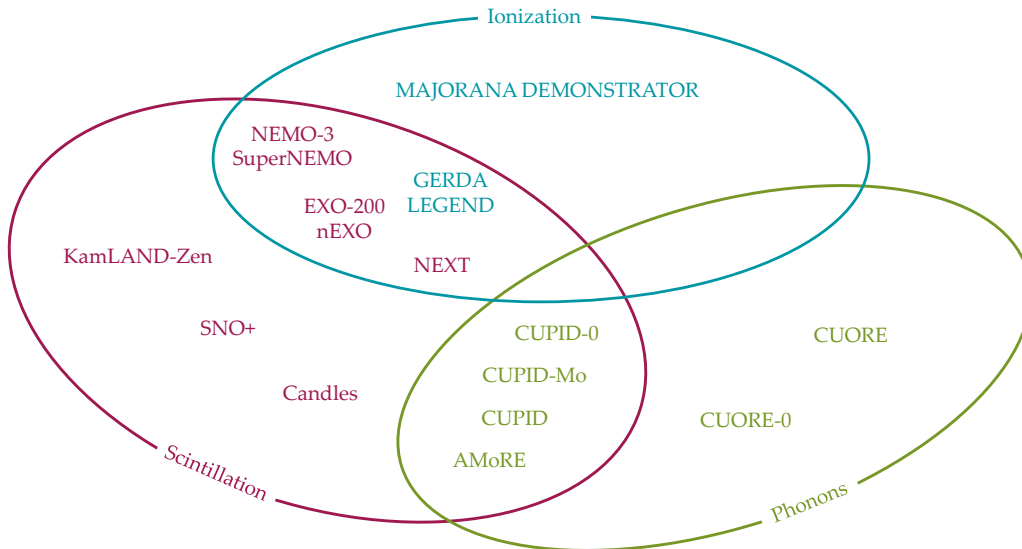 Ionization
MAJORANA DEMONSTRATOR
NEMO-3
SuperNEMO
GERDA
LEGEND
EXO-200
nEXO
KamLAND-Zen
NEXT
SNO+
CUPID-0
CUORE
CUPID-Mo
Candles
CUPID
CUORE-0
AMoRE
Scintillation
Phonons